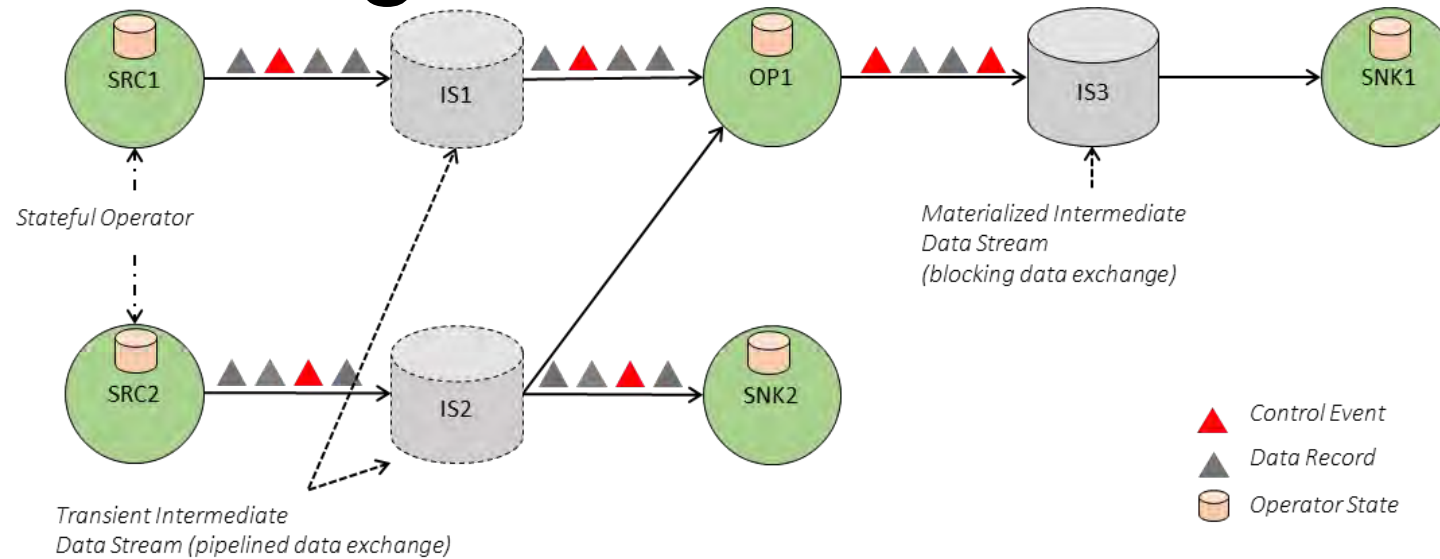 SRC1
IS1
OP1
IS3
SNK1
Stateful Operator
Materialized Intermediate
Data Stream
(blocking data exchange)
SRC2
IS2
SNK2
Control Event
Data Record
Operator State
Transient Intermediate
Data Stream (pipelined data exchange)